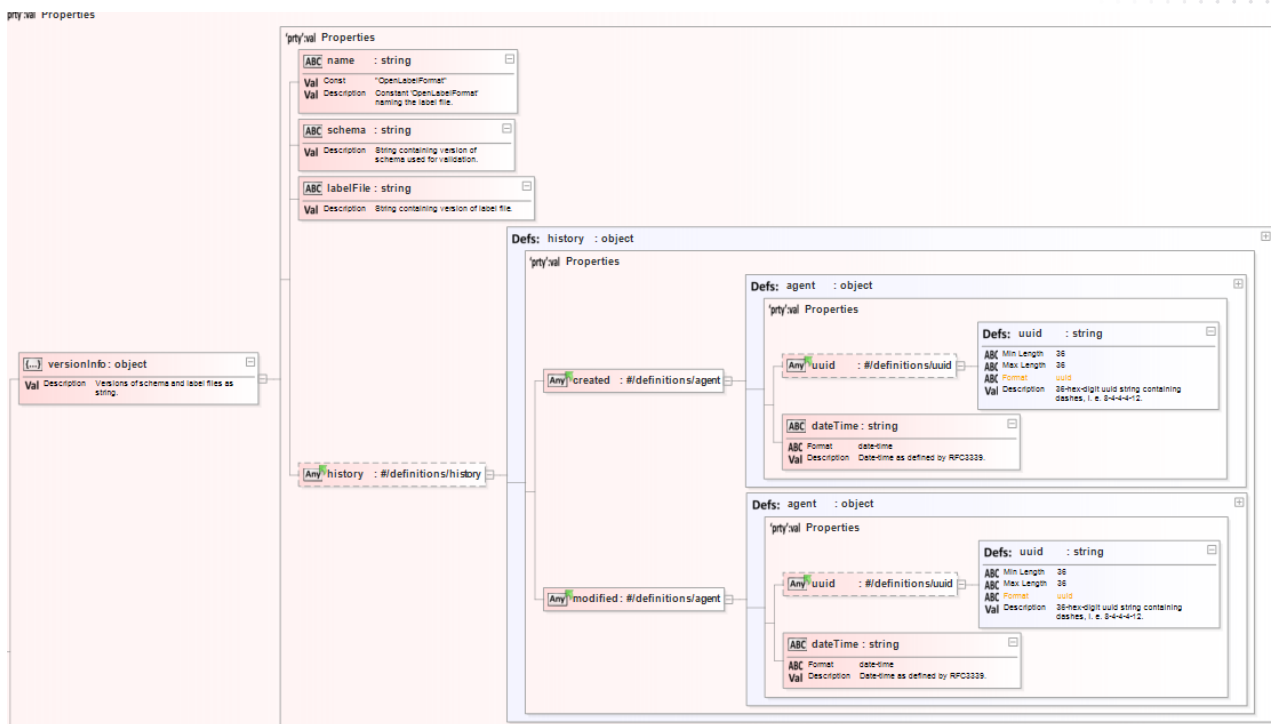 'prty':val Properties
'prty':val Properties
ABC name : string
Val Const "OpenLabelFormat"
Val Description Constant 'OpenLabelFormat'
naming the label file.
ABC schema : string
Val Description String containing version of
schema used for validation.
ABC labelFile : string
Val Description String containing version of label file.
Defs: history : object
'prty':val Properties
Defs: agent : object
'prty':val Properties
Defs: uuid : string
ABC Min Length 36
ABC Max Length 36
ABC Format uuid
Val Description 36-hex-digit uuid string containing
dashes, i. e. 8-4-4-4-12.
Any uuid : #/definitions/uuid
{...} versionInfo : object
Val Description Versions of schema and label files as
string.
Any created : #/definitions/agent
ABC dateTime : string
ABC Format date-time
Val Description Date-time as defined by RFC3339.
Any history : #/definitions/history
Defs: agent : object
'prty':val Properties
Defs: uuid : string
ABC Min Length 36
ABC Max Length 36
ABC Format uuid
Val Description 36-hex-digit uuid string containing
dashes, i. e. 8-4-4-4-12.
Any uuid : #/definitions/uuid
Any modified : #/definitions/agent
ABC dateTime : string
ABC Format date-time
Val Description Date-time as defined by RFC3339.